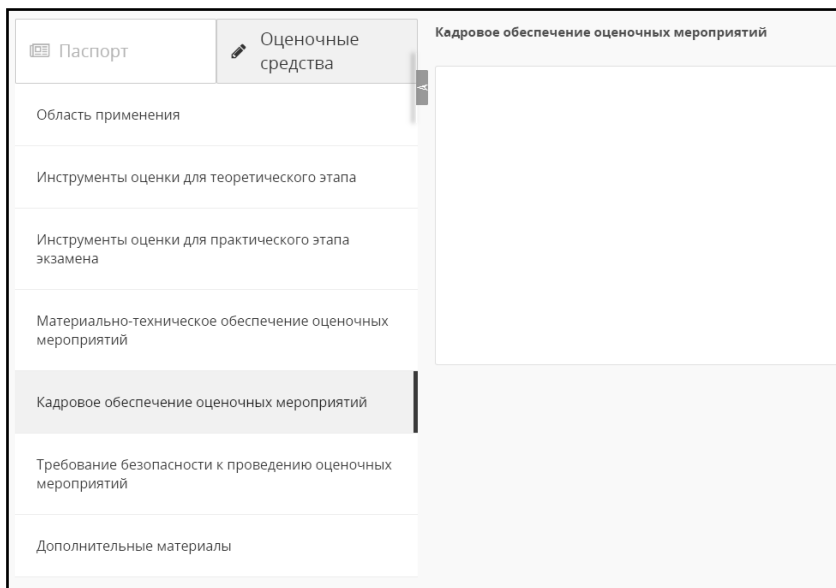 Паспорт
Оценочные
средства
Область применения
Инструменты оценки для теоретического этапа
Инструменты оценки для практического этапа
экзамена
Материально-техническое обеспечение оценочных
мероприятий
Кадровое обеспечение оценочных мероприятий
Требование безопасности к проведению оценочных
мероприятий
Дополнительные материалы
Кадровое обеспечение оценочных мероприятий